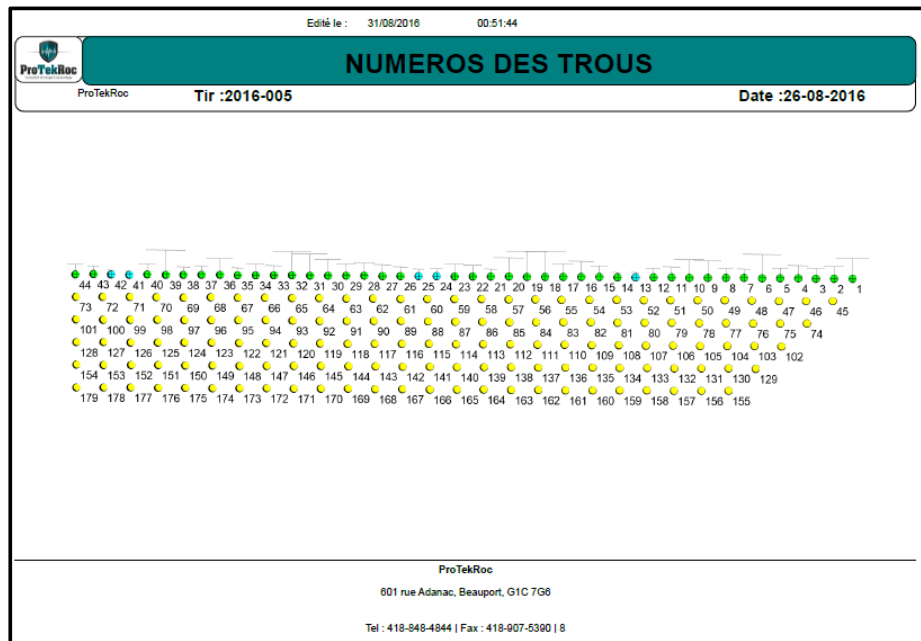 Edité le : 31/08/2016 00:51:44
ProTekRoc
NUMEROS DES TROUS
ProTekRoc
Tir :2016-005
Date :26-08-2016
44 43 42 41 40 39 38 37 36 35 34 33 32 31 30 29 28 27 26 25 24 23 22 21 20 19 18 17 16 15 14 13 12 11 10 9 8 7 6 5 4 3 2 1
73 72 71 70 69 68 67 66 65 64 63 62 61 60 59 58 57 56 55 54 53 52 51 50 49 48 47 46 45
101 100 99 98 97 96 95 94 93 92 91 90 89 88 87 86 85 84 83 82 81 80 79 78 77 76 75 74
128 127 126 125 124 123 122 121 120 119 118 117 116 115 114 113 112 111 110 109 108 107 106 105 104 103 102
154 153 152 151 150 149 148 147 146 145 144 143 142 141 140 139 138 137 136 135 134 133 132 131 130 129
179 178 177 176 175 174 173 172 171 170 169 168 167 166 165 164 163 162 161 160 159 158 157 156 155
ProTekRoc
601 rue Adanac, Beauport, G1C 7G6
Tel : 418-848-4844 | Fax : 418-907-5390 | 8